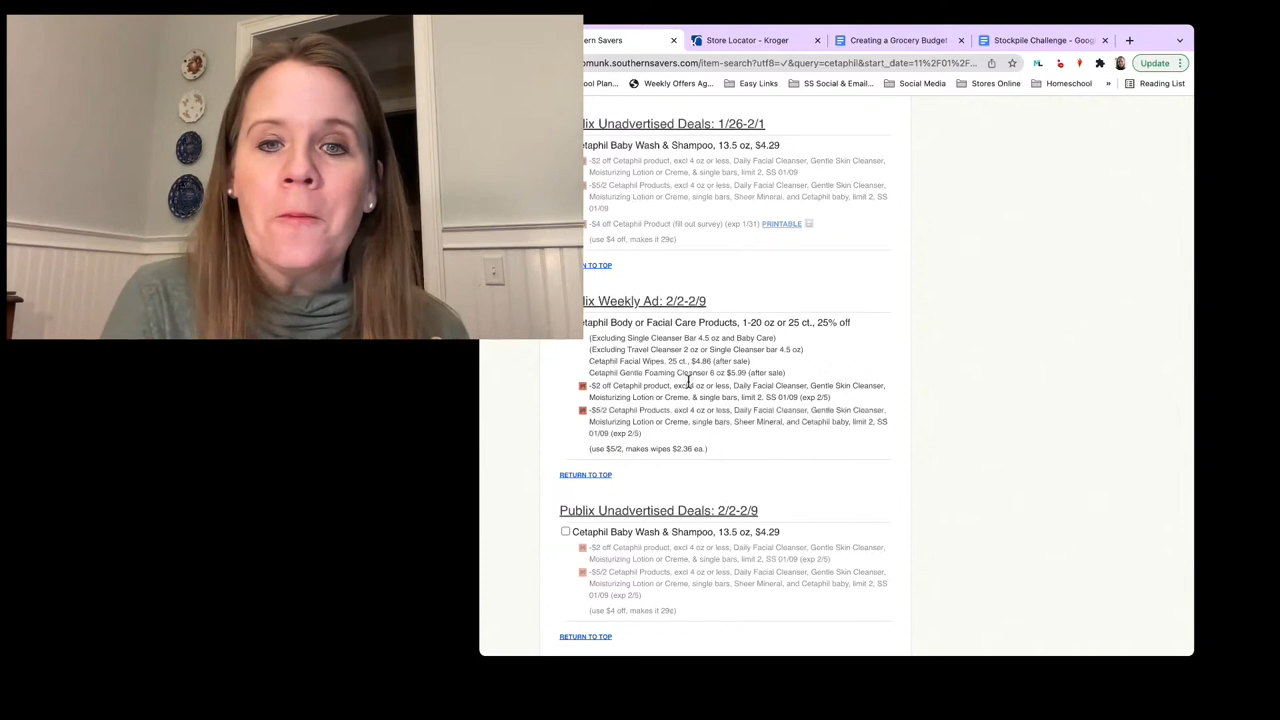 ern Savers
Store Locator - Kroger
Creating a Grocery Budget
Stockpile Challenge - Goog
omunk.southernsavers.com/item-search?utf8=✓&query=cetaphil&start_date=11%2F01%2F...
Update
ool Plan...
Weekly Offers Ag...
Easy Links
SS Social & Email...
Social Media
Stores Online
Homeschool
»
Reading List
lix Unadvertised Deals: 1/26-2/1
etaphil Baby Wash & Shampoo, 13.5 oz, $4.29
-$2 off Cetaphil product, excl 4 oz or less, Daily Facial Cleanser, Gentle Skin Cleanser,
Moisturizing Lotion or Creme, & single bars, limit 2, SS 01/09
-$5/2 Cetaphil Products, excl 4 oz or less, Daily Facial Cleanser, Gentle Skin Cleanser,
Moisturizing Lotion or Creme, single bars, Sheer Mineral, and Cetaphil baby, limit 2, SS
01/09
-$4 off Cetaphil Product (fill out survey) (exp 1/31) PRINTABLE
(use $4 off, makes it 29¢)
N TO TOP
lix Weekly Ad: 2/2-2/9
etaphil Body or Facial Care Products, 1-20 oz or 25 ct., 25% off
(Excluding Single Cleanser Bar 4.5 oz and Baby Care)
(Excluding Travel Cleanser 2 oz or Single Cleanser bar 4.5 oz)
Cetaphil Facial Wipes, 25 ct., $4.86 (after sale)
Cetaphil Gentle Foaming Cleanser 6 oz $5.99 (after sale)
-$2 off Cetaphil product, excl 4 oz or less, Daily Facial Cleanser, Gentle Skin Cleanser,
Moisturizing Lotion or Creme, & single bars, limit 2, SS 01/09 (exp 2/5)
-$5/2 Cetaphil Products, excl 4 oz or less, Daily Facial Cleanser, Gentle Skin Cleanser,
Moisturizing Lotion or Creme, single bars, Sheer Mineral, and Cetaphil baby, limit 2, SS
01/09 (exp 2/5)
(use $5/2, makes wipes $2.36 ea.)
RETURN TO TOP
Publix Unadvertised Deals: 2/2-2/9
Cetaphil Baby Wash & Shampoo, 13.5 oz, $4.29
-$2 off Cetaphil product, excl 4 oz or less, Daily Facial Cleanser, Gentle Skin Cleanser,
Moisturizing Lotion or Creme, & single bars, limit 2, SS 01/09 (exp 2/5)
-$5/2 Cetaphil Products, excl 4 oz or less, Daily Facial Cleanser, Gentle Skin Cleanser,
Moisturizing Lotion or Creme, single bars, Sheer Mineral, and Cetaphil baby, limit 2, SS
01/09 (exp 2/5)
(use $4 off, makes it 29¢)
RETURN TO TOP